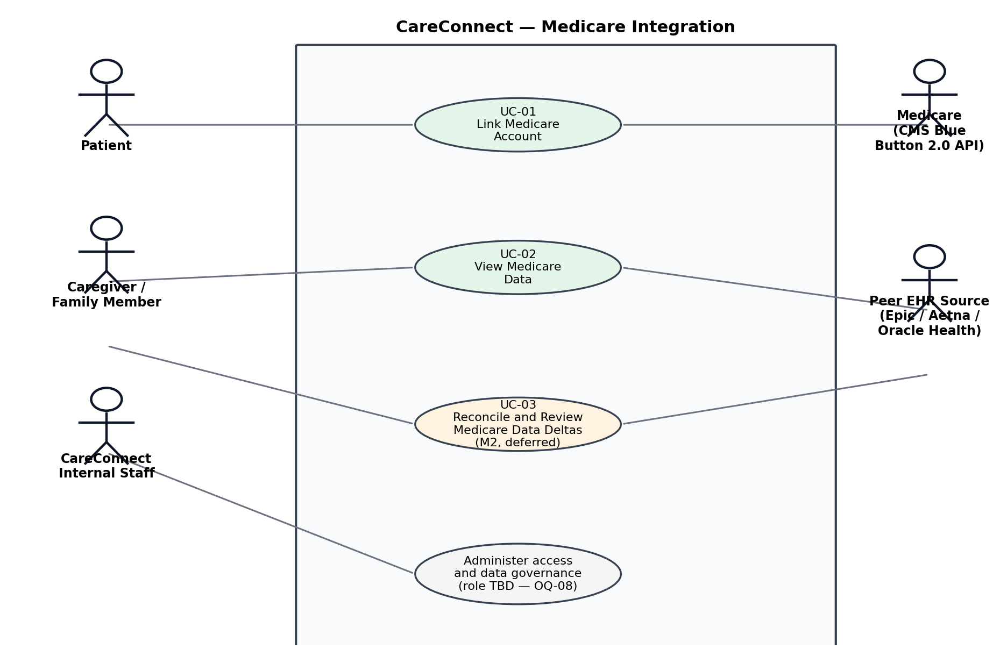 CareConnect — Medicare Integration
Patient
UC-01
Link Medicare
Account
Medicare
(CMS Blue
Button 2.0 API)
Caregiver /
Family Member
UC-02
View Medicare
Data
Peer EHR Source
(Epic / Aetna /
Oracle Health)
CareConnect
Internal Staff
UC-03
Reconcile and Review
Medicare Data Deltas
(M2, deferred)
Administer access
and data governance
(role TBD — OQ-08)